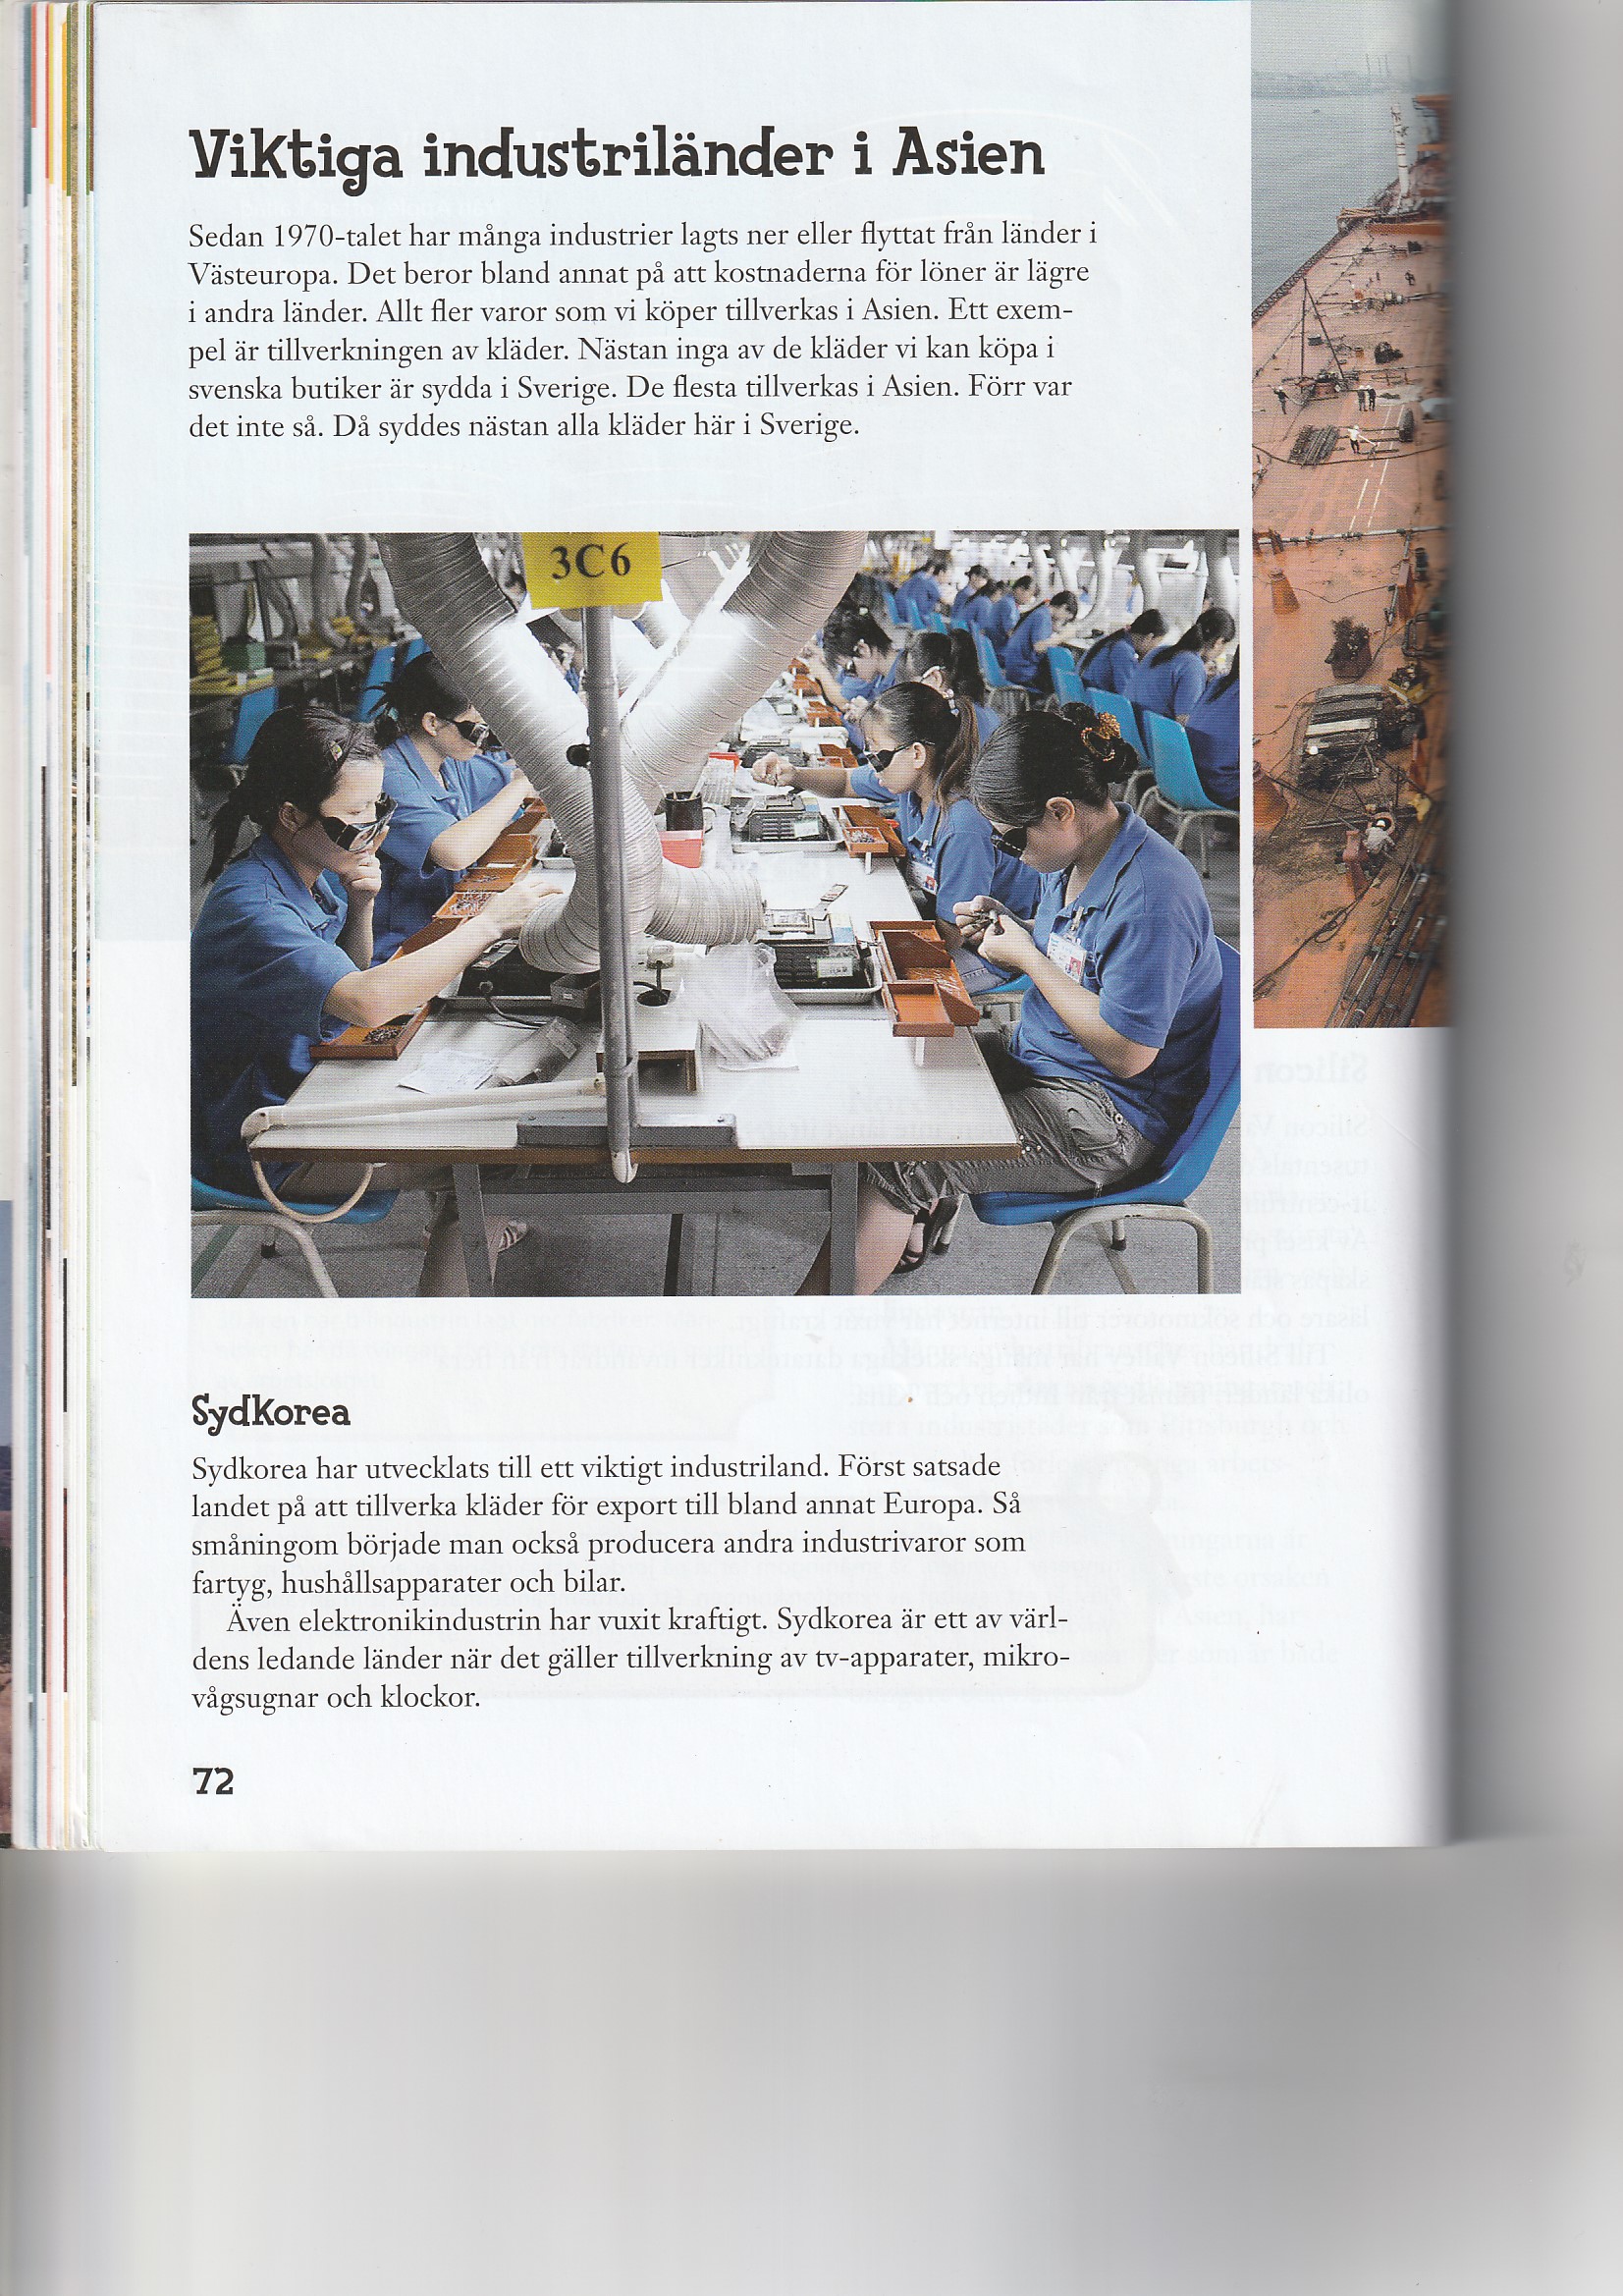 Viktiga industriländer i Asien
Sedan 1970-talet har många industrier lagts ner eller flyttat från länder i
Västeuropa. Det beror bland annat på att kostnaderna för löner är lägre
i andra länder. Allt fler varor som vi köper tillverkas i Asien. Ett exem-
pel är tillverkningen av kläder. Nästan inga av de kläder vi kan köpa i
svenska butiker är sydda i Sverige. De flesta tillverkas i Asien. Förr var
det inte så. Då syddes nästan alla kläder här i Sverige.
3C6
Sydkorea
Sydkorea har utvecklats till ett viktigt industriland. Först satsade
landet på att tillverka kläder för export till bland annat Europa. Så
småningom började man också producera andra industrivaror som
fartyg, hushållsapparater och bilar.
Även elektronikindustrin har vuxit kraftigt. Sydkorea är ett av värl-
dens ledande länder när det gäller tillverkning av tv-apparater, mikro-
vågsugnar och klockor.
72